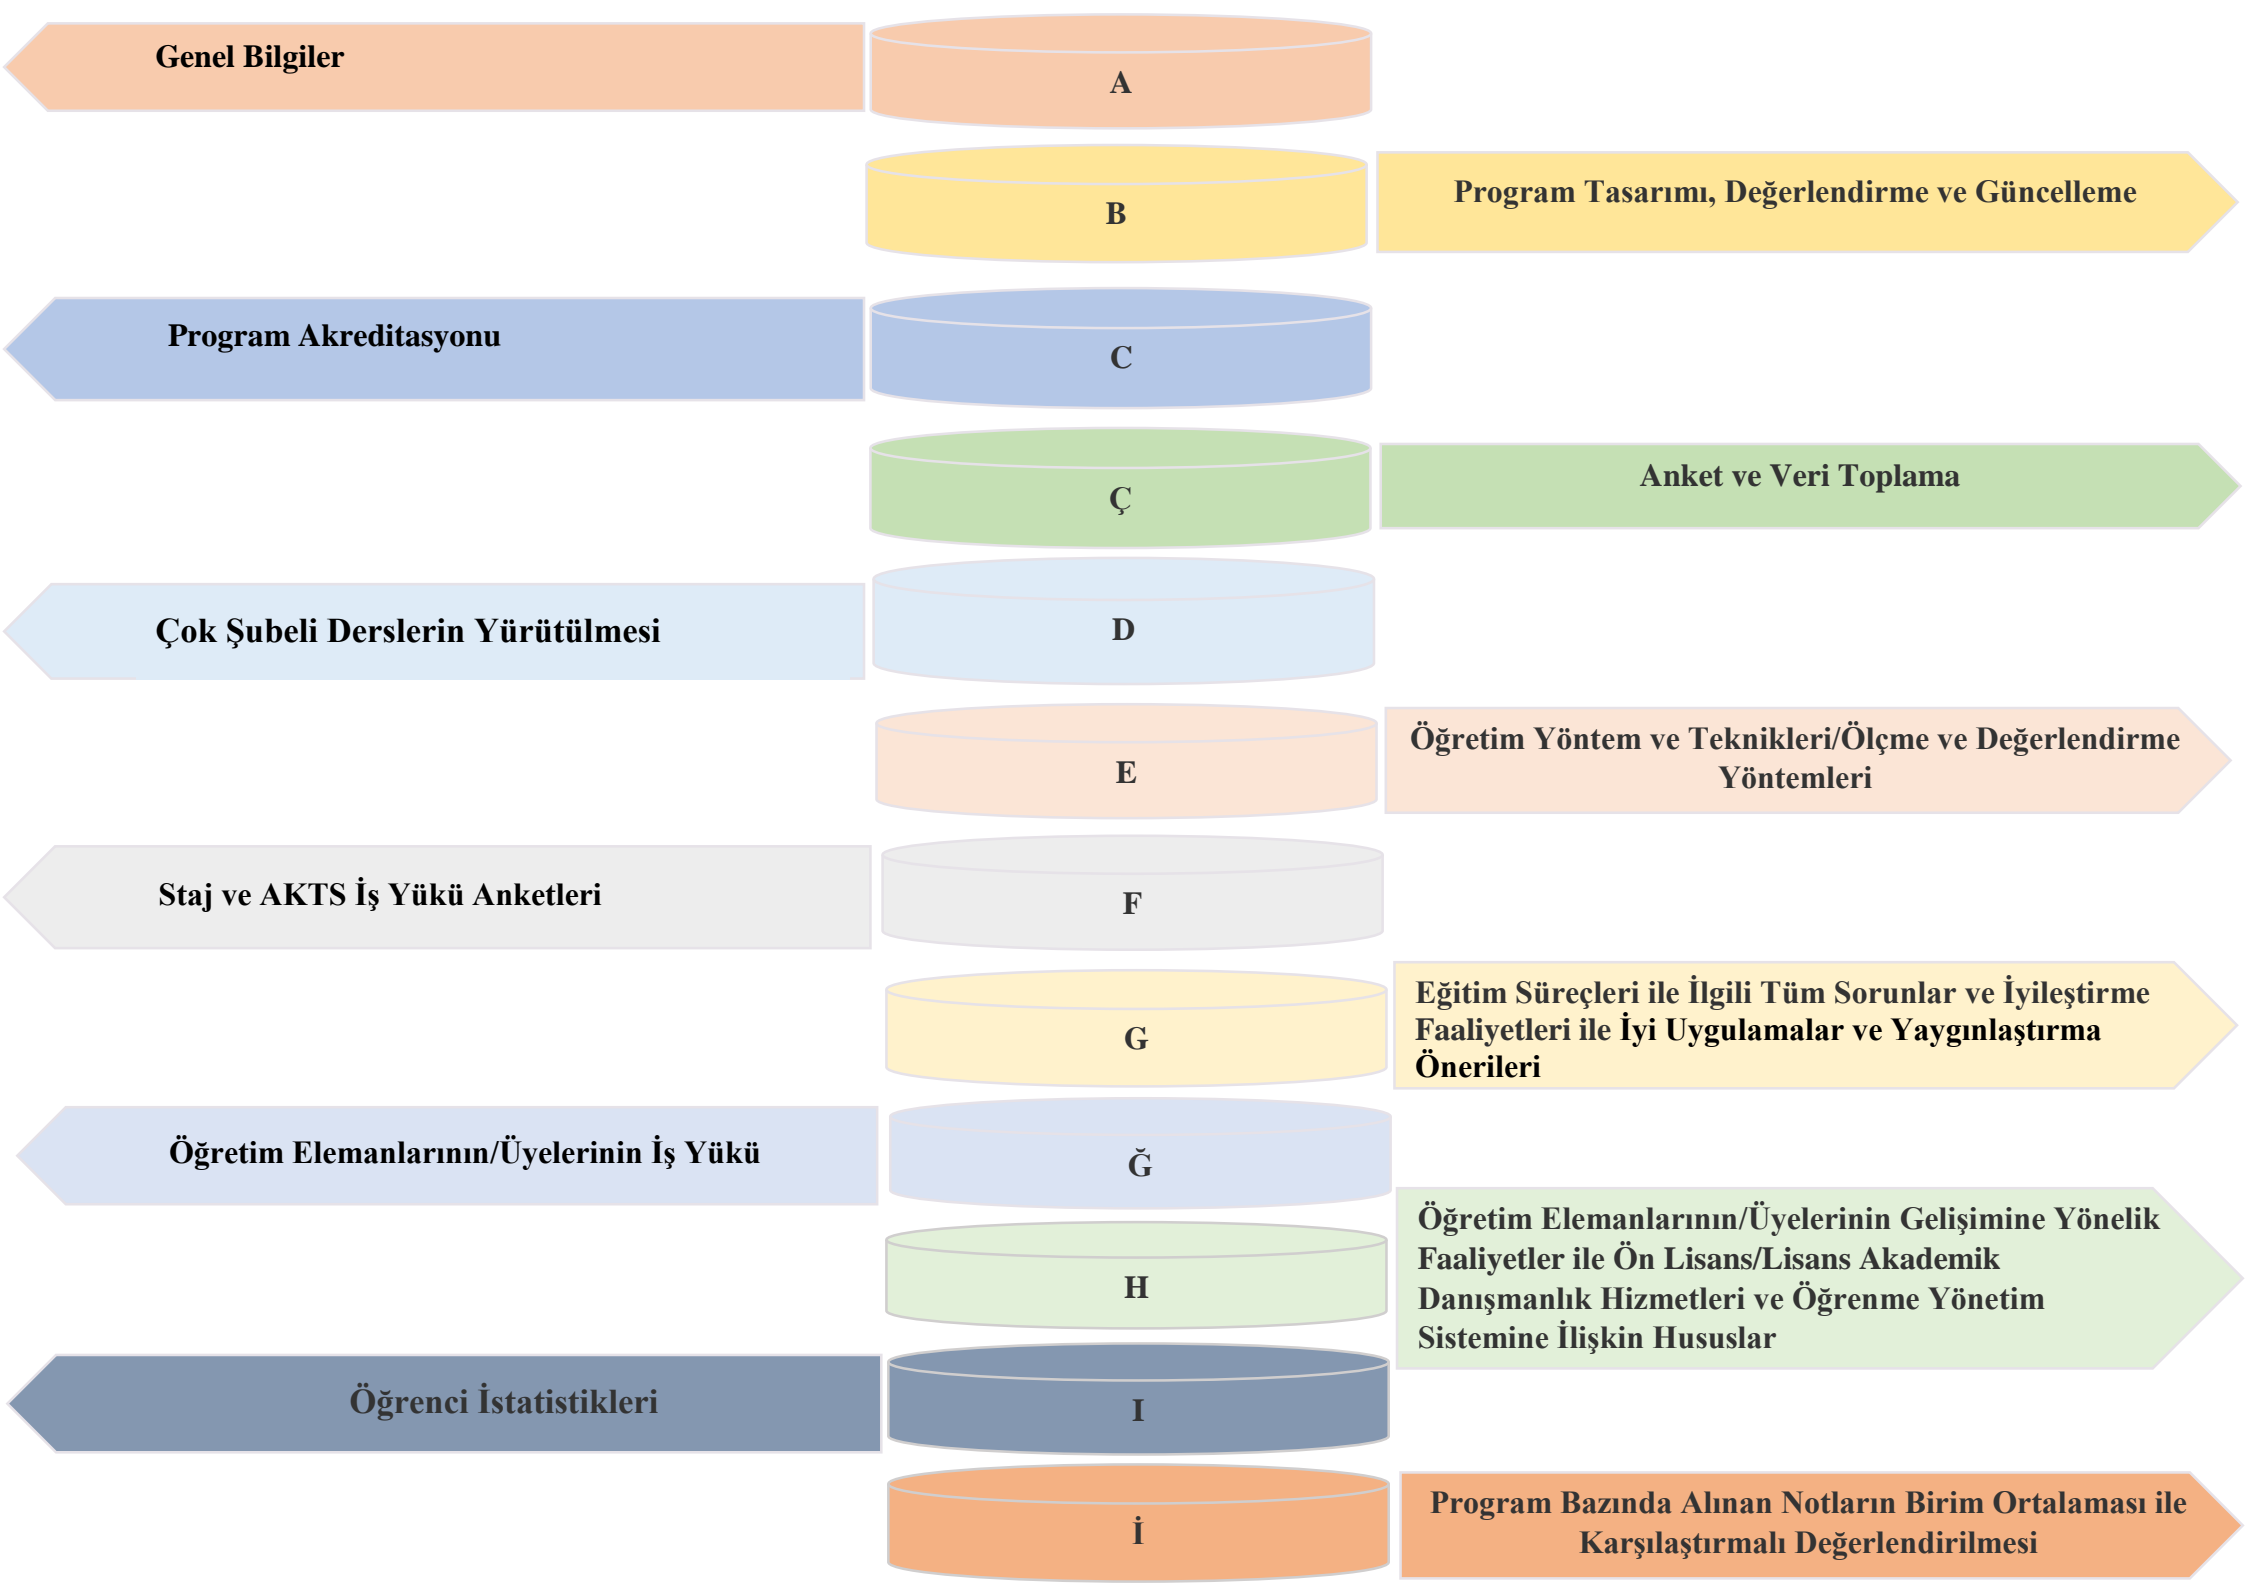 Genel Bilgiler
A
B
Program Tasarımı, Değerlendirme ve Güncelleme
Program Akreditasyonu
C
Ç
Anket ve Veri Toplama
Çok Şubeli Derslerin Yürütülmesi
D
E
Öğretim Yöntem ve Teknikleri/Ölçme ve Değerlendirme
Yöntemleri
Staj ve AKTS İş Yükü Anketleri
F
G
Eğitim Süreçleri ile İlgili Tüm Sorunlar ve İyileştirme
Faaliyetleri ile İyi Uygulamalar ve Yaygınlaştırma
Önerileri
Öğretim Elemanlarının/Üyelerinin İş Yükü
Ğ
H
Öğretim Elemanlarının/Üyelerinin Gelişimine Yönelik
Faaliyetler ile Ön Lisans/Lisans Akademik
Danışmanlık Hizmetleri ve Öğrenme Yönetim
Sistemine İlişkin Hususlar
Öğrenci İstatistikleri
I
İ
Program Bazında Alınan Notların Birim Ortalaması ile
Karşılaştırmalı Değerlendirilmesi